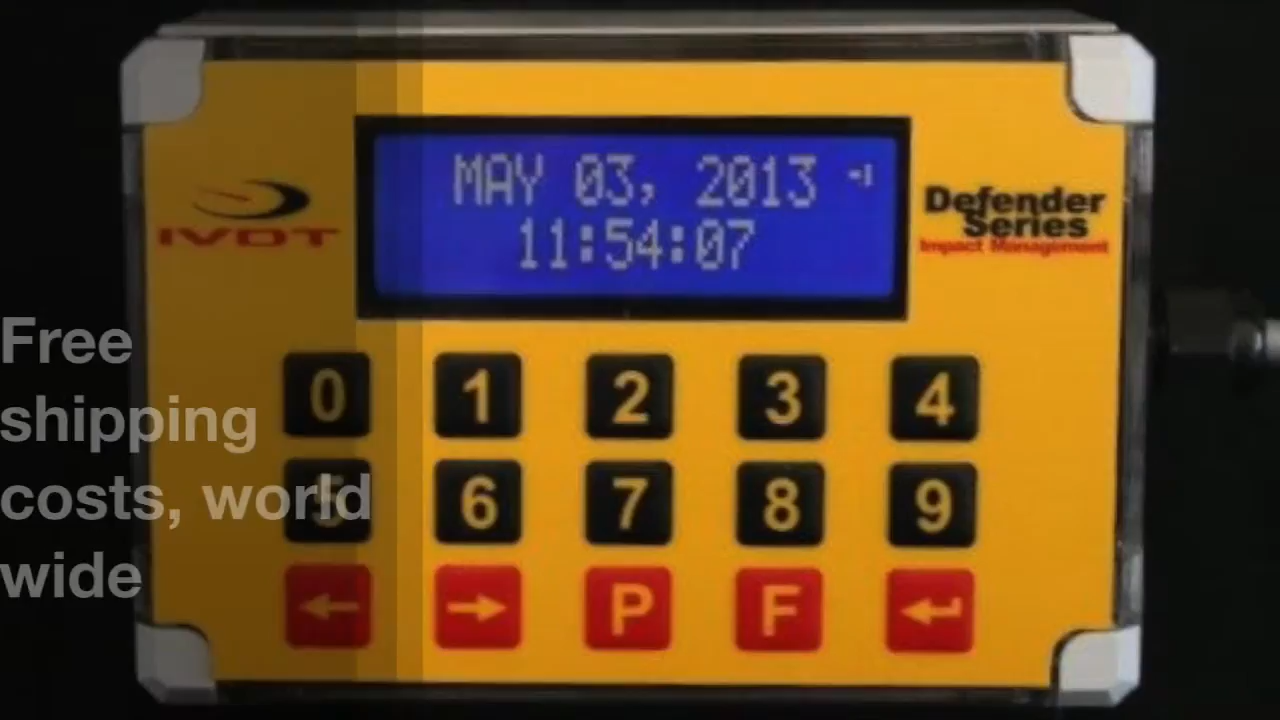 MAY 03, 2013
11:54:07
IVDT
Defender
Series
Impact Management
Free
shipping
costs, world
wide
0 1 2 3 4
5 6 7 8 9
← → P F ↵